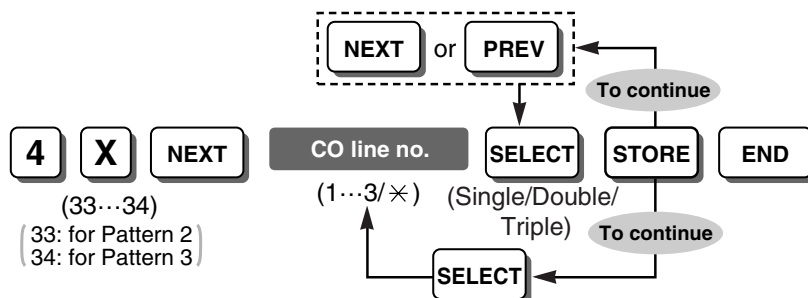 NEXT or PREV
To continue
4 X NEXT CO line no. SELECT STORE END
(33···34) (1···3/✳) (Single/Double/
Triple)
33: for Pattern 2
34: for Pattern 3
To continue
SELECT